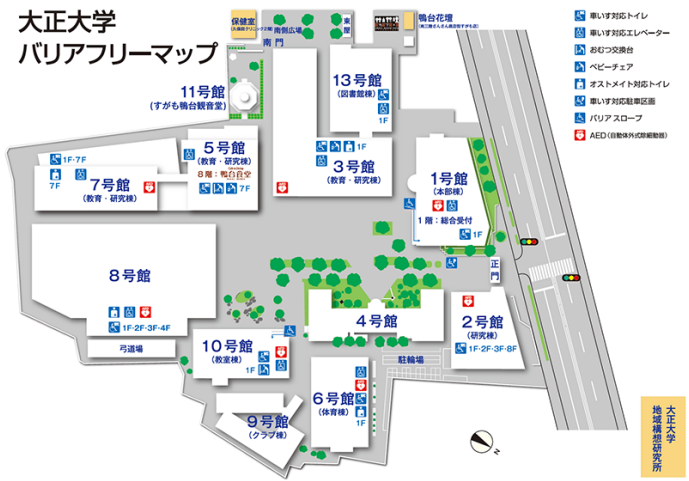 大正大学
バリアフリーマップ
保健室
南側広場
東屋
南門
鴨台花壇
車いす対応トイレ
車いす対応エレベーター
おむつ交換台
ベビーチェア
オストメイト対応トイレ
車いす対応駐車区画
バリアスロープ
AED(自動体外式除細動器)
11号館
(すがも鴨台観音堂)
13号館
(図書館棟)
1F
5号館
(教育・研究棟)
8階:鴨台食堂
7F
1F・7F
7F
7号館
(教育・研究棟)
1F
3号館
(教育・研究棟)
1号館
(本部棟)
1階:総合受付
1F
正門
8号館
1F・2F・3F・4F
弓道場
4号館
2号館
(研究棟)
1F・2F・3F・8F
駐輪場
10号館
(教室棟)
1F
6号館
(体育棟)
1F
9号館
(クラブ棟)
N
大正大学
地域構想研究所